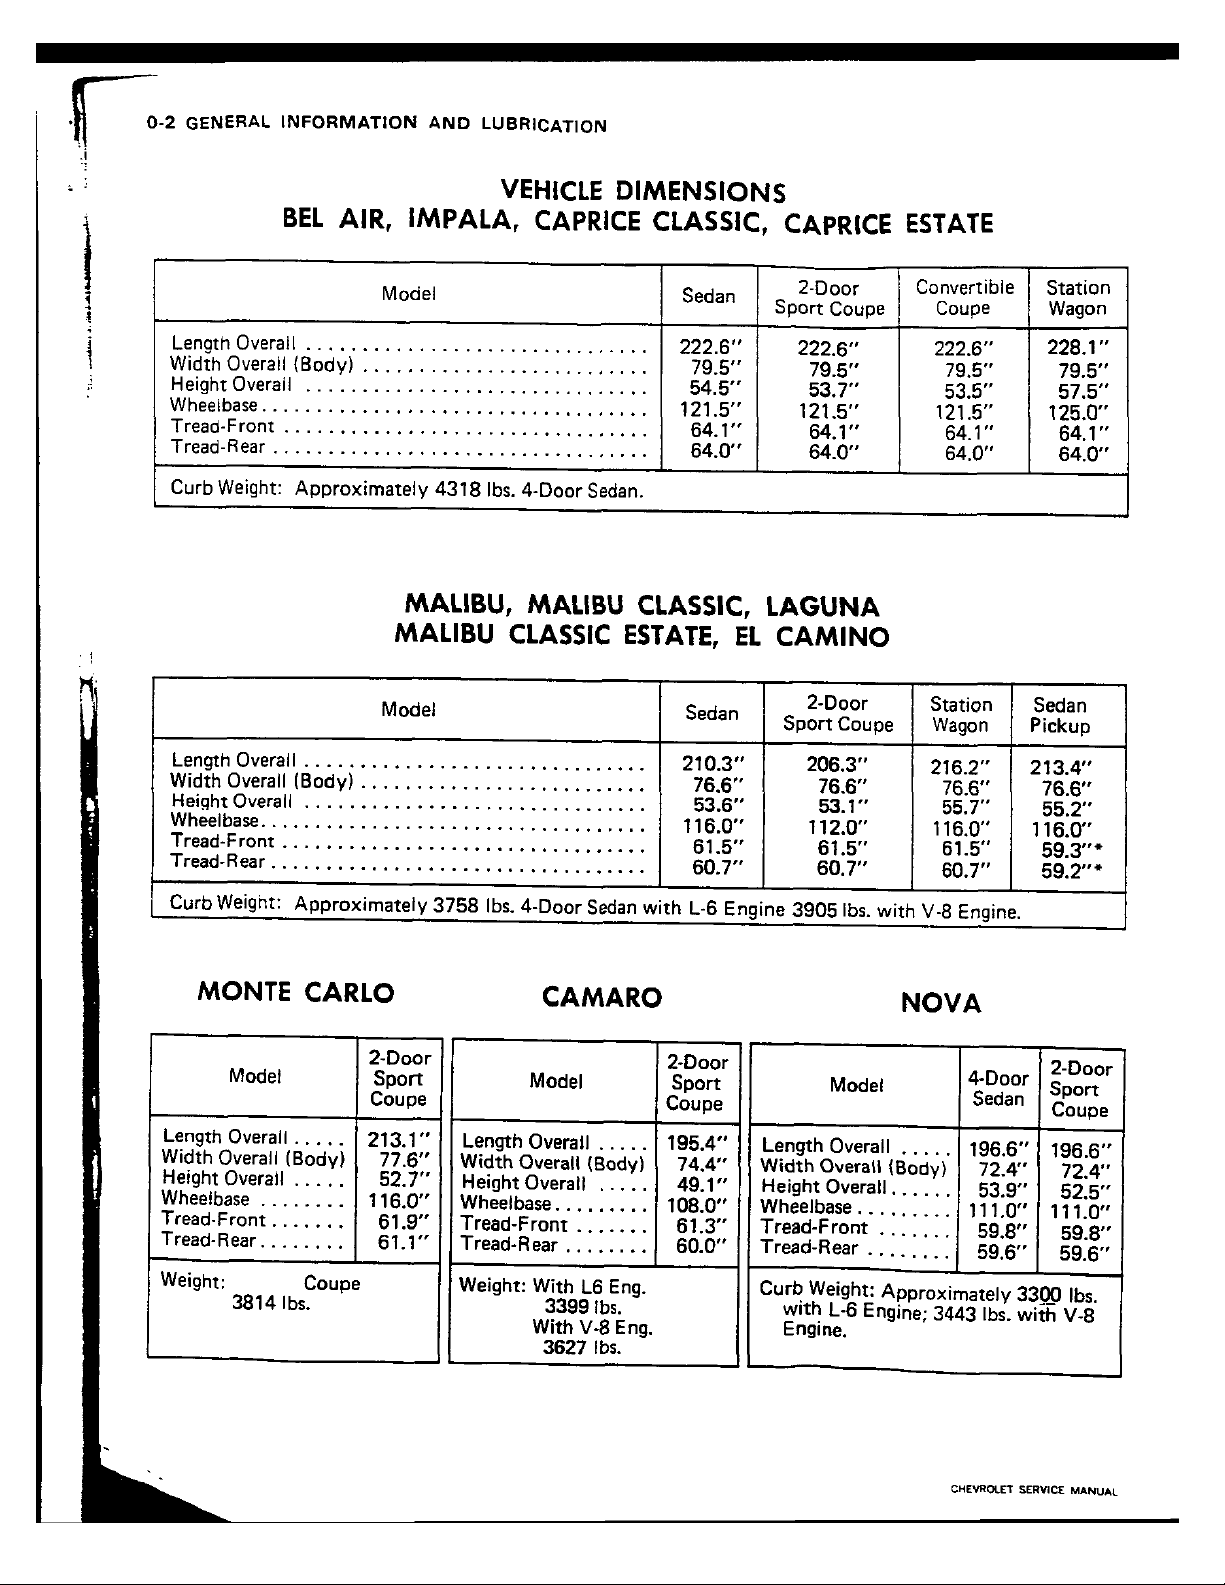 0-2 GENERAL INFORMATION AND LUBRICATION
VEHICLE DIMENSIONS
BEL AIR, IMPALA, CAPRICE CLASSIC, CAPRICE ESTATE
Model Sedan 2-Door Sport Coupe Convertible Coupe Station Wagon
Length Overall 222.6" 222.6" 222.6" 228.1"
Width Overall (Body) 79.5" 79.5" 79.5" 79.5"
Height Overall 54.5" 53.7" 53.5" 57.5"
Wheelbase 121.5" 121.5" 121.5" 125.0"
Tread-Front 64.1" 64.1" 64.1" 64.1"
Tread-Rear 64.0" 64.0" 64.0" 64.0"
Curb Weight: Approximately 4318 lbs. 4-Door Sedan.
MALIBU, MALIBU CLASSIC, LAGUNA
MALIBU CLASSIC ESTATE, EL CAMINO
Model Sedan 2-Door Sport Coupe Station Wagon Sedan Pickup
Length Overall 210.3" 206.3" 216.2" 213.4"
Width Overall (Body) 76.6" 76.6" 76.6" 76.6"
Height Overall 53.6" 53.1" 55.7" 55.2"
Wheelbase 116.0" 112.0" 116.0" 116.0"
Tread-Front 61.5" 61.5" 61.5" 59.3"*
Tread-Rear 60.7" 60.7" 60.7" 59.2"*
Curb Weight: Approximately 3758 lbs. 4-Door Sedan with L-6 Engine 3905 lbs. with V-8 Engine.
MONTE CARLO
Model 2-Door Sport Coupe
Length Overall 213.1"
Width Overall (Body) 77.6"
Height Overall 52.7"
Wheelbase 116.0"
Tread-Front 61.9"
Tread-Rear 61.1"
Weight: Coupe
3814 lbs.
CAMARO
Model 2-Door Sport Coupe
Length Overall 195.4"
Width Overall (Body) 74.4"
Height Overall 49.1"
Wheelbase 108.0"
Tread-Front 61.3"
Tread-Rear 60.0"
Weight: With L6 Eng.
3399 lbs.
With V-8 Eng.
3627 lbs.
NOVA
Model 4-Door Sedan 2-Door Sport Coupe
Length Overall 196.6" 196.6"
Width Overall (Body) 72.4" 72.4"
Height Overall 53.9" 52.5"
Wheelbase 111.0" 111.0"
Tread-Front 59.8" 59.8"
Tread-Rear 59.6" 59.6"
Curb Weight: Approximately 3300 lbs.
with L-6 Engine; 3443 lbs. with V-8
Engine.
CHEVROLET SERVICE MANUAL